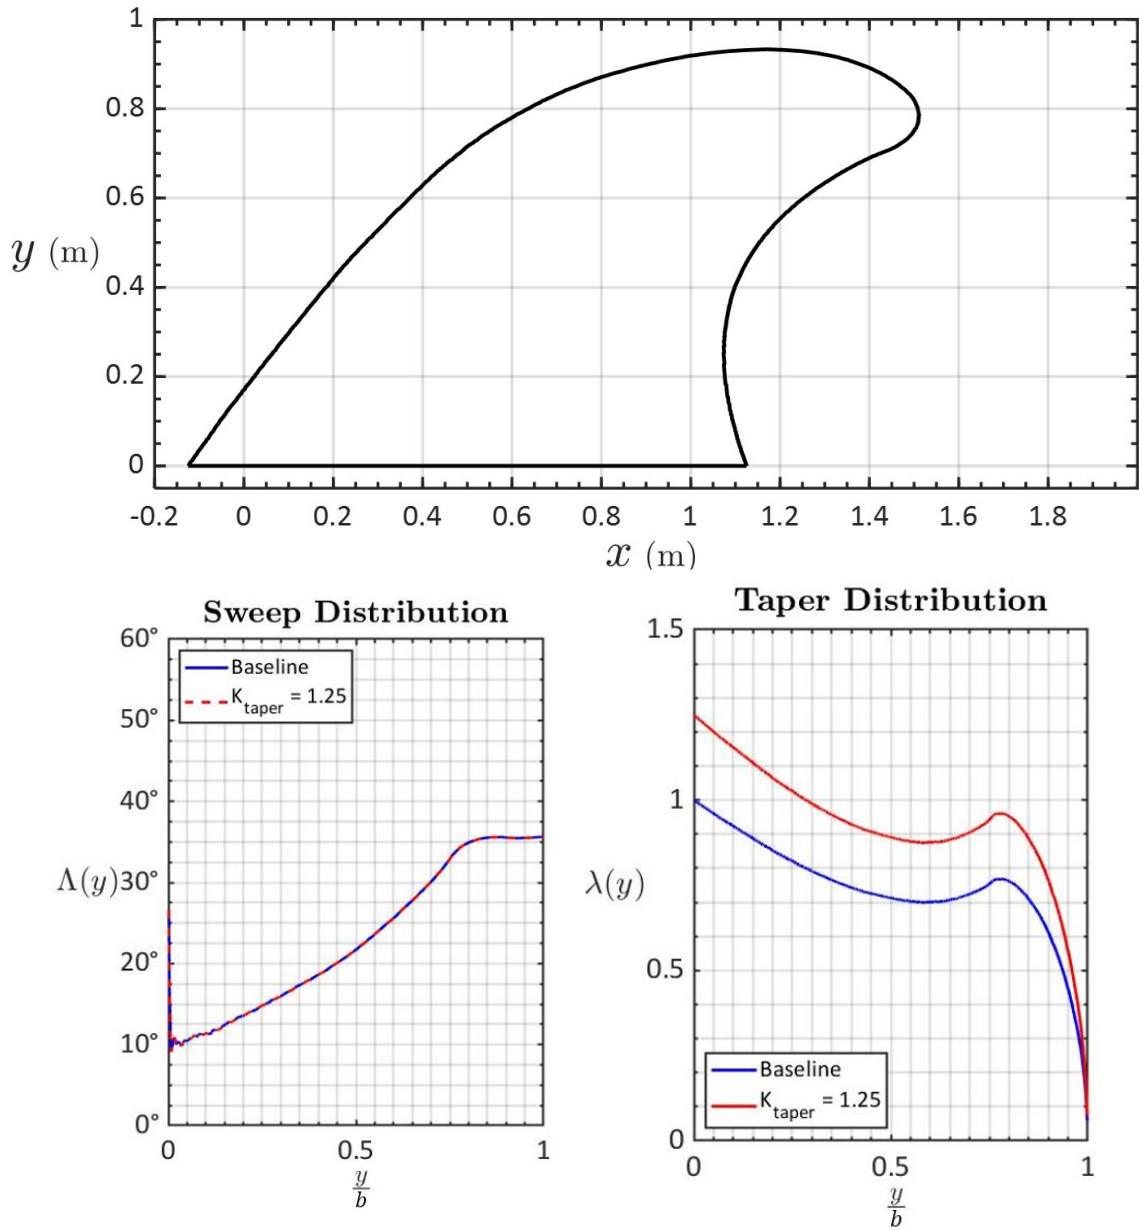 1
0.8
0.6
y (m)
0.4
0.2
0
-0.2 0 0.2 0.4 0.6 0.8 1 1.2 1.4 1.6 1.8
x (m)
Sweep Distribution
60°
50°
40°
Λ(y)30°
20°
10°
0°
Baseline
K_taper = 1.25
0 0.5 1
y/b
Taper Distribution
1.5
1
λ(y)
0.5
0
Baseline
K_taper = 1.25
0 0.5 1
y/b